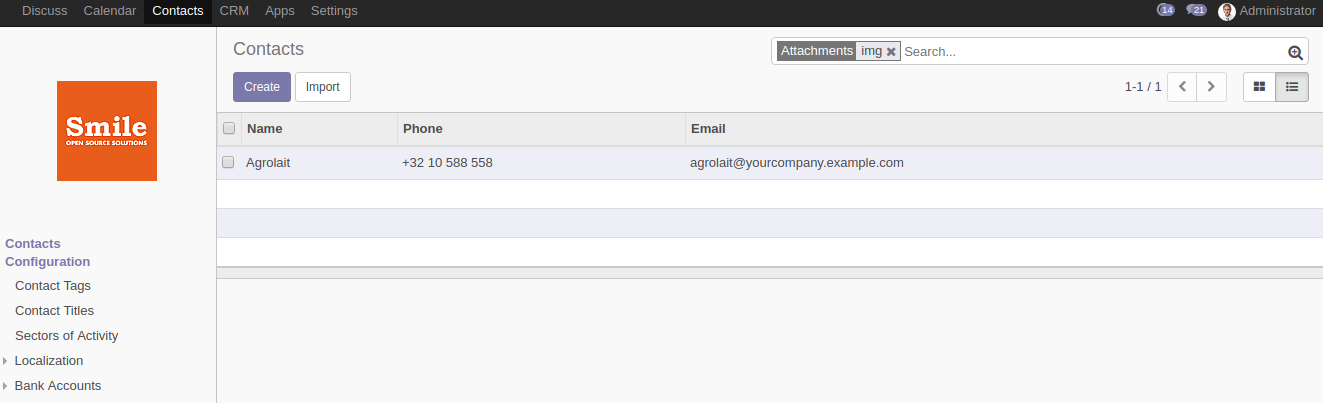 Discuss Calendar Contacts CRM Apps Settings 14 21 Administrator
Contacts
Attachments img Search...
Create Import
1-1 / 1
Smile
OPEN SOURCE SOLUTIONS
Name Phone Email
Agrolait +32 10 588 558 agrolait@yourcompany.example.com
Contacts
Configuration
Contact Tags
Contact Titles
Sectors of Activity
Localization
Bank Accounts